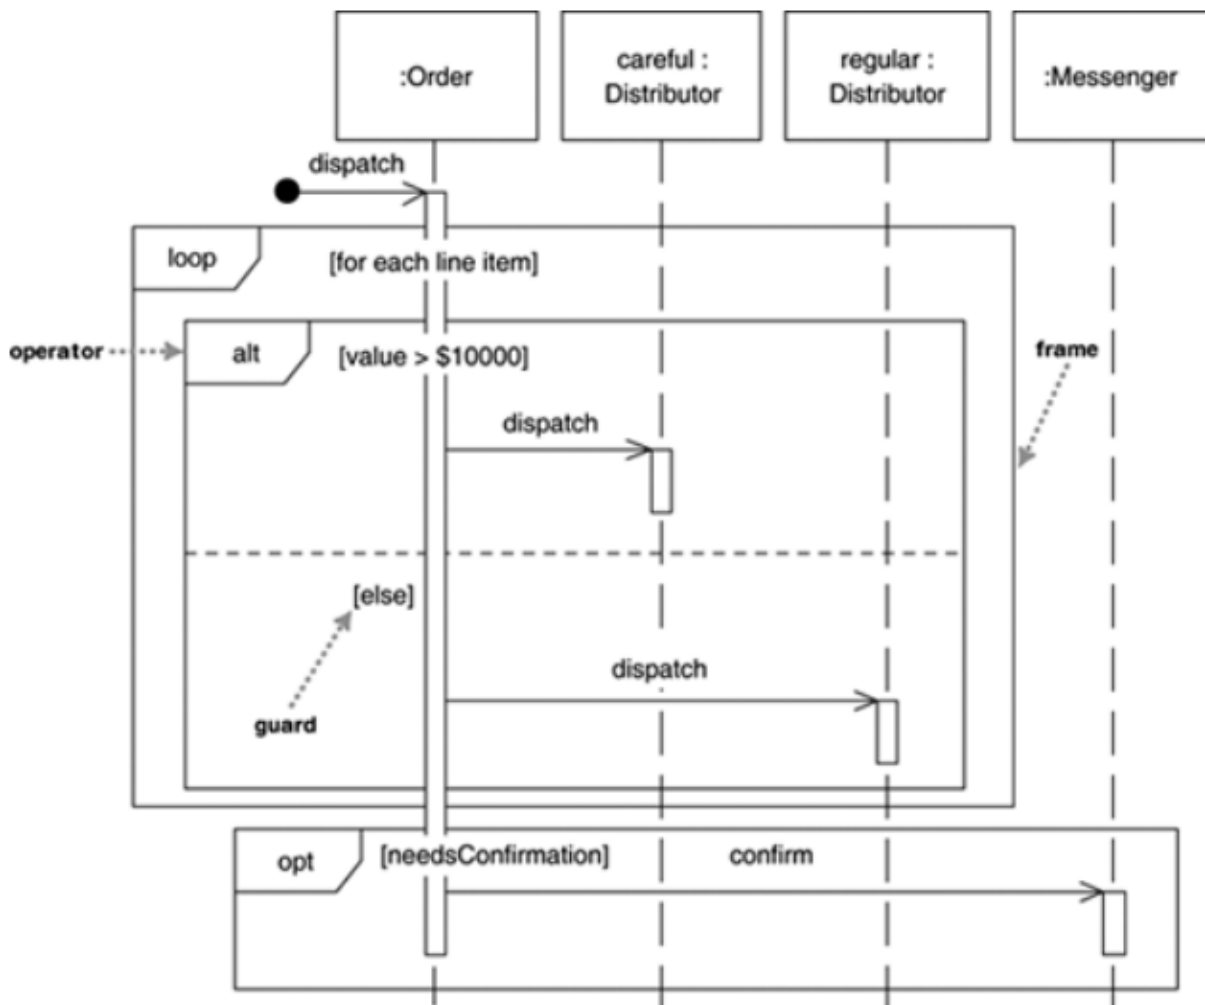 :Order
careful :
Distributor
regular :
Distributor
:Messenger
dispatch
loop
[for each line item]
operator
alt
[value > $10000]
frame
dispatch
[else]
dispatch
guard
opt
[needsConfirmation]
confirm